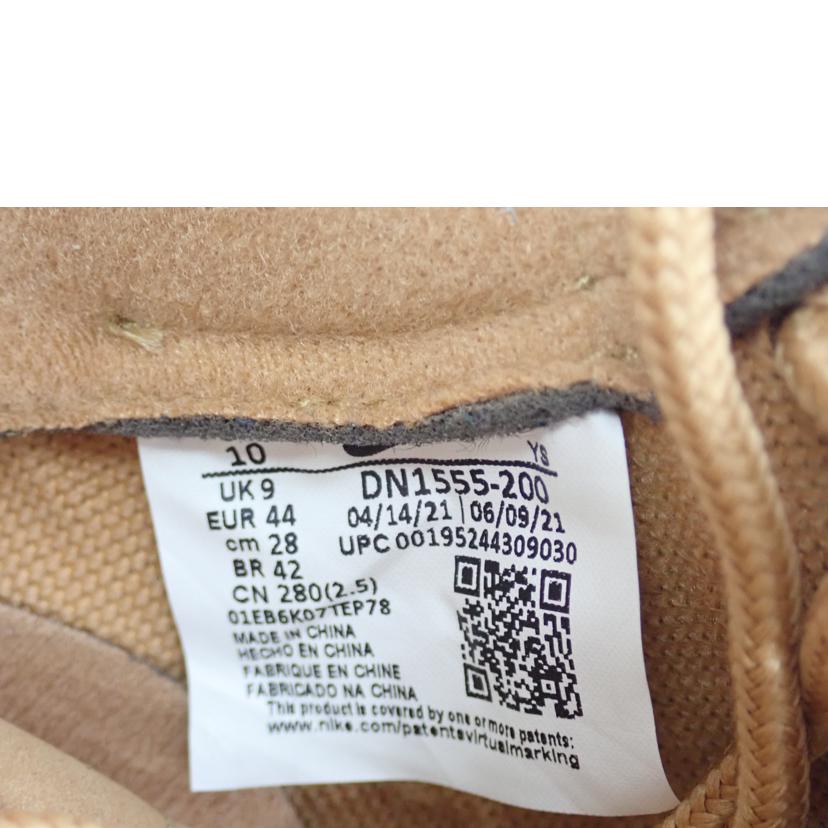 10 YS
UK 9 DN1555-200
EUR 44 04/14/21 | 06/09/21
cm 28 UPC 00195244309030
BR 42
CN 280(2.5)
01EB6K07TEP78
MADE IN CHINA
HECHO EN CHINA
FABRIQUE EN CHINE
FABRICADO NA CHINA
This product is covered by one or more patents:
www.nike.com/patentsvirtualmarking